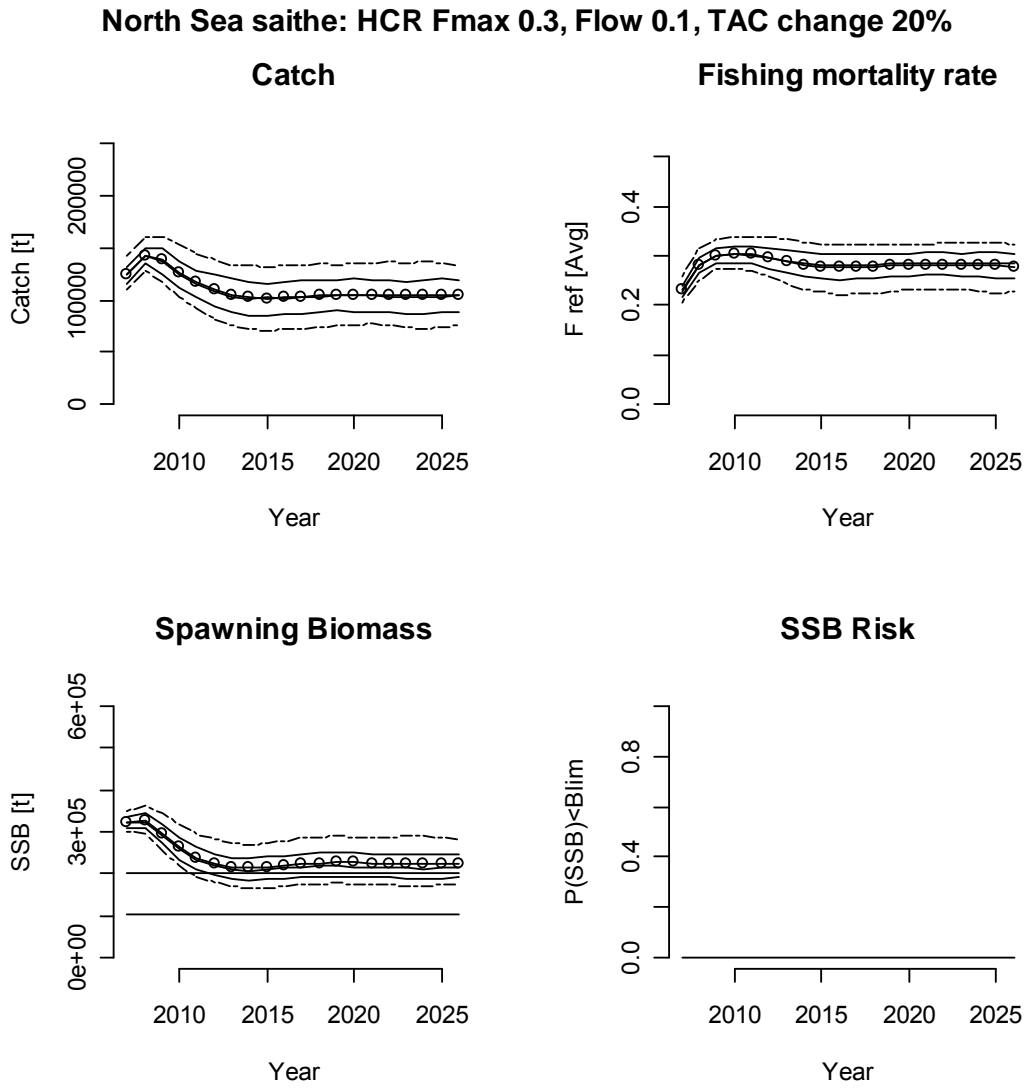 North Sea saithe: HCR Fmax 0.3, Flow 0.1, TAC change 20%
Catch
Catch [t]
200000
100000
0
2010 2015 2020 2025
Year
Fishing mortality rate
F ref [Avg]
0.4
0.2
0.0
2010 2015 2020 2025
Year
Spawning Biomass
SSB [t]
6e+05
3e+05
0e+00
2010 2015 2020 2025
Year
SSB Risk
P(SSB)<Blim
0.8
0.4
0.0
2010 2015 2020 2025
Year